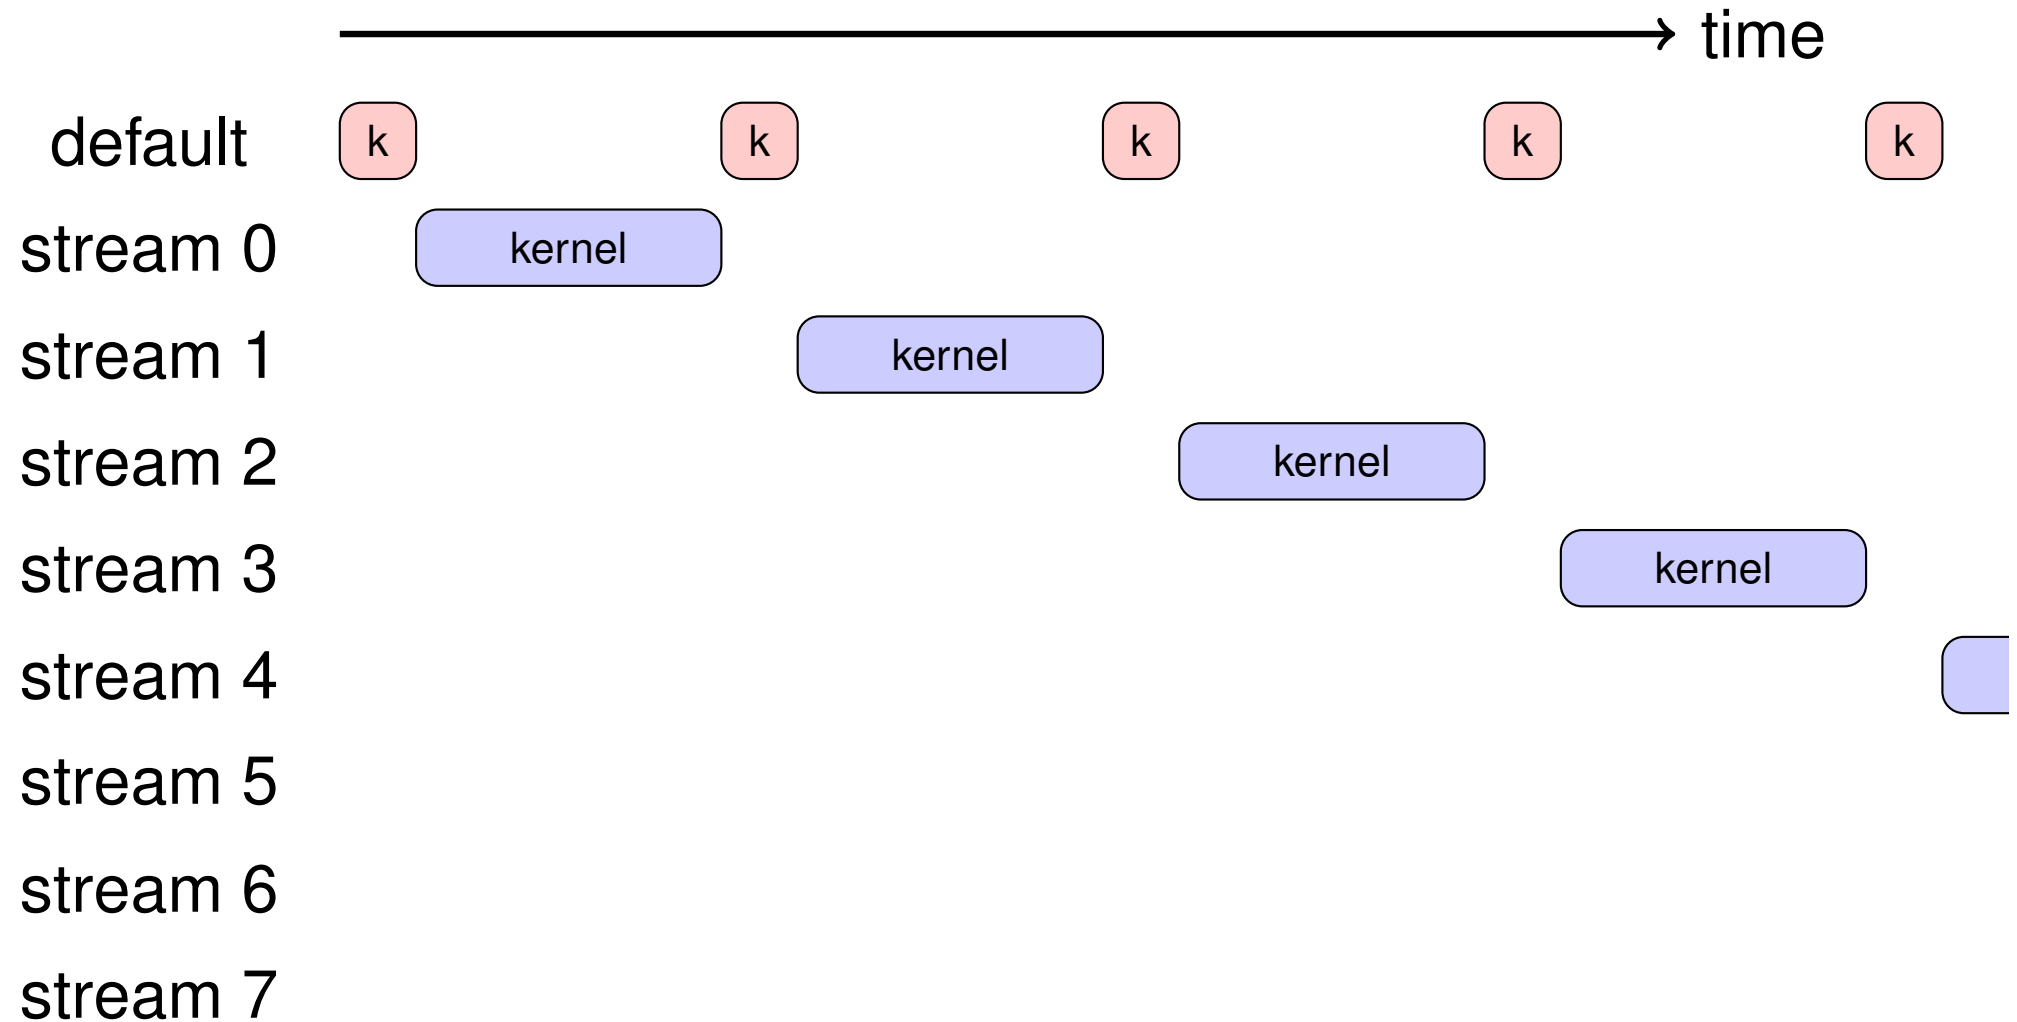 time
default k k k k k
stream 0 kernel
stream 1 kernel
stream 2 kernel
stream 3 kernel
stream 4
stream 5
stream 6
stream 7